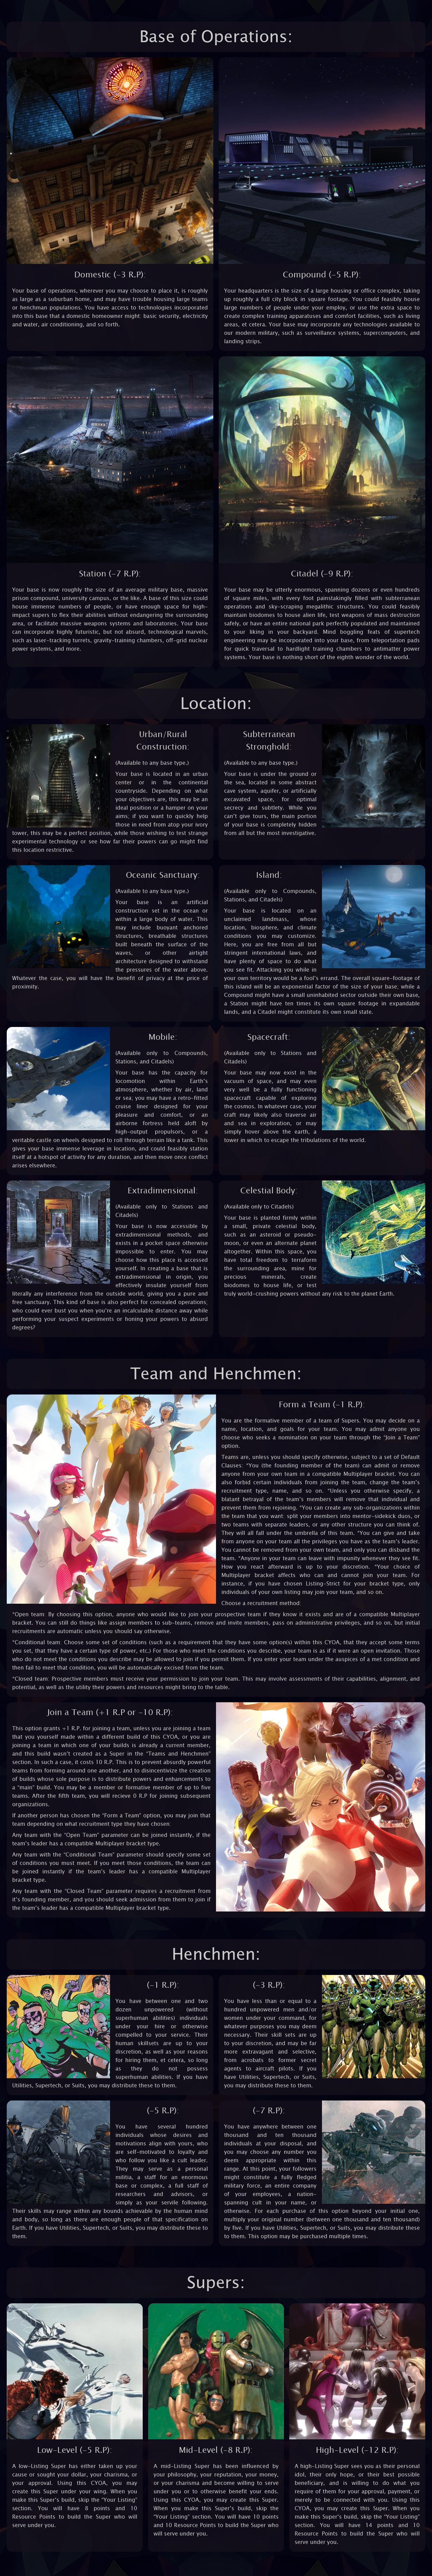 Base of Operations:
Domestic (-3 R.P):
Your base of operations, wherever you may choose to place it, is roughly
as large as a suburban home, and may have trouble housing large teams
or henchman populations. You have access to technologies incorporated
into this base that a domestic homeowner might: basic security, electricity
and water, air conditioning, and so forth.
Compound (-5 R.P):
Your headquarters is the size of a large housing or office complex, taking
up roughly a full city block in square footage. You could feasibly house
large numbers of people under your employ, or use the extra space to
create complex training apparatuses and comfort facilities, such as living
areas, et cetera. Your base may incorporate any technologies available to
our modern military, such as surveillance systems, supercomputers, and
landing strips.
Station (-7 R.P):
Your base is now roughly the size of an average military base, massive
prison compound, university campus, or the like. A base of this size could
house immense numbers of people, or have enough space for high-
impact supers to flex their abilities without endangering the surrounding
area, or facilitate massive weapons systems and laboratories. Your base
can incorporate highly futuristic, but not absurd, technological marvels,
such as laser-tracking turrets, gravity-training chambers, off-grid nuclear
power systems, and more.
Citadel (-9 R.P):
Your base may be utterly enormous, spanning dozens or even hundreds
of square miles, with every foot painstakingly filled with subterranean
operations and sky-scraping megalithic structures. You could feasibly
maintain biodomes to house alien life, test weapons of mass destruction
safely, or have an entire national park perfectly populated and maintained
to your liking in your backyard. Mind boggling feats of supertech
engineering may be incorporated into your base, from teleportation pads
for quick traversal to hardlight training chambers to antimatter power
systems. Your base is nothing short of the eighth wonder of the world.
Location:
Urban/Rural
Construction:
(Available to any base type.)
Your base is located in an urban
center or in the continental
countryside. Depending on what
your objectives are, this may be an
ideal position or a hamper on your
aims; if you want to quickly help
those in need from atop your ivory
tower, this may be a perfect position, while those wishing to test strange
experimental technology or see how far their powers can go might find
this location restrictive.
Subterranean
Stronghold:
(Available to any base type.)
Your base is under the ground or
the sea, located in some abstract
cave system, aquifer, or artificially
excavated space, for optimal
secrecy and subtlety. While you
can't give tours, the main portion
of your base is completely hidden
from all but the most investigative.
Oceanic Sanctuary:
(Available to any base type.)
Your base is an artificial
construction set in the ocean or
within a large body of water. This
may include buoyant anchored
structures, breathable structures
built beneath the surface of the
waves, or other airtight
architecture designed to withstand
the pressures of the water above.
Whatever the case, you will have the benefit of privacy at the price of
proximity.
Island:
(Available only to Compounds,
Stations, and Citadels)
Your base is located on an
unclaimed landmass, whose
location, biosphere, and climate
conditions you may customize.
Here, you are free from all but
stringent international laws, and
have plenty of space to do what
you see fit. Attacking you while in
your own territory would be a fool's errand. The overall square-footage of
this island will be an exponential factor of the size of your base: while a
Compound might have a small uninhabited sector outside their own base,
a Station might have ten times its own square footage in expandable
lands, and a Citadel might constitute its own small state.
Mobile:
(Available only to Compounds,
Stations, and Citadels)
Your base has the capacity for
locomotion within Earth's
atmosphere, whether by air, land
or sea; you may have a retro-fitted
cruise liner designed for your
pleasure and comfort, or an
airborne fortress held aloft by
high-output propulsors, or a
veritable castle on wheels designed to roll through terrain like a tank. This
gives your base immense leverage in location, and could feasibly station
itself at a hotspot of activity for any duration, and then move once conflict
arises elsewhere.
Spacecraft:
(Available only to Stations and
Citadels)
Your base may now exist in the
vacuum of space, and may even
very well be a fully functioning
spacecraft capable of exploring
the cosmos. In whatever case, your
craft may likely also traverse air
and sea in exploration, or may
simply hover above the earth, a
tower in which to escape the tribulations of the world.
Extradimensional:
(Available only to Stations and
Citadels)
Your base is now accessible by
extradimensional methods, and
exists in a pocket space otherwise
impossible to enter. You may
choose how this place is accessed
yourself. In creating a base that is
extradimensional in origin, you
effectively insulate yourself from
literally any interference from the outside world, giving you a pure and
free sanctuary. This kind of base is also perfect for concealed operations;
who could ever bust you when you're an incalculable distance away while
performing your suspect experiments or honing your powers to absurd
degrees?
Celestial Body:
(Available only to Citadels)
Your base is planted firmly within
a small, private celestial body,
such as an asteroid or pseudo-
moon, or even an alternate planet
altogether. Within this space, you
have total freedom to terraform
the surrounding area, mine for
precious minerals, create
biodomes to house life, or test
truly world-crushing powers without any risk to the planet Earth.
Team and Henchmen:
Form a Team (-1 R.P):
You are the formative member of a team of Supers. You may decide on a
name, location, and goals for your team. You may admit anyone you
choose who seeks a nomination on your team through the "Join a Team"
option.
Teams are, unless you should specify otherwise, subject to a set of Default
Clauses: *You (the founding member of the team) can admit or remove
anyone from your own team in a compatible Multiplayer bracket. You can
also forbid certain individuals from joining the team, change the team's
recruitment type, name, and so on. *Unless you otherwise specify, a
blatant betrayal of the team's members will remove that individual and
prevent them from rejoining. *You can create any sub-organizations within
the team that you want: split your members into mentor-sidekick duos, or
two teams with separate leaders, or any other structure you can think of.
They will all fall under the umbrella of this team. *You can give and take
from anyone on your team all the privileges you have as the team's leader.
You cannot be removed from your own team, and only you can disband the
team. *Anyone in your team can leave with impunity whenever they see fit.
How you react afterward is up to your discretion. *Your choice of
Multiplayer bracket affects who can and cannot join your team. For
instance, if you have chosen Listing-Strict for your bracket type, only
individuals of your own listing may join your team, and so on.
Choose a recruitment method:
*Open team: By choosing this option, anyone who would like to join your prospective team if they know it exists and are of a compatible Multiplayer
bracket. You can still do things like assign members to sub-teams, remove and invite members, pass on administrative privileges, and so on, but initial
recruitments are automatic unless you should say otherwise.
*Conditional team: Choose some set of conditions (such as a requirement that they have some option(s) within this CYOA, that they accept some terms
you set, that they have a certain type of power, etc.) For those who meet the conditions you describe, your team is as if it were an open invitation. Those
who do not meet the conditions you describe may be allowed to join if you permit them. If you enter your team under the auspices of a met condition and
then fail to meet that condition, you will be automatically excised from the team.
*Closed team: Prospective members must receive your permission to join your team. This may involve assessments of their capabilities, alignment, and
potential, as well as the utility their powers and resources might bring to the table.
Join a Team (+1 R.P or -10 R.P):
This option grants +1 R.P. for joining a team, unless you are joining a team
that you yourself made within a different build of this CYOA, or you are
joining a team in which one of your builds is already a current member,
and this build wasn't created as a Super in the "Teams and Henchmen"
section. In such a case, it costs 10 R.P. This is to prevent absurdly powerful
teams from forming around one another, and to disincentivize the creation
of builds whose sole purpose is to distribute powers and enhancements to
a "main" build. You may be a member or formative member of up to five
teams. After the fifth team, you will recieve 0 R.P for joining subsequent
organizations.
If another person has chosen the "Form a Team" option, you may join that
team depending on what recruitment type they have chosen:
Any team with the "Open Team" parameter can be joined instantly, if the
team's leader has a compatible Multiplayer bracket type.
Any team with the "Conditional Team" parameter should specify some set
of conditions you must meet. If you meet those conditions, the team can
be joined instantly if the team's leader has a compatible Multiplayer
bracket type.
Any team with the "Closed Team" parameter requires a recruitment from
it's founding member, and you should seek admission from them to join if
the team's leader has a compatible Multiplayer bracket type.
Henchmen:
(-1 R.P):
You have between one and two
dozen unpowered (without
superhuman abilities) individuals
under your hire or otherwise
compelled to your service. Their
human skillsets are up to your
discretion, as well as your reasons
for hiring them, et cetera, so long
as they do not possess
superhuman abilities. If you have
Utilities, Supertech, or Suits, you may distribute these to them.
(-3 R.P):
You have less than or equal to a
hundred unpowered men and/or
women under your command, for
whatever purposes you may deem
necessary. Their skill sets are up
to your discretion, and may be far
more extravagant and selective,
from acrobats to former secret
agents to aircraft pilots. If you
have Utilities, Supertech, or Suits,
you may distribute these to them.
(-5 R.P):
You have several hundred
individuals whose desires and
motivations align with yours, who
are self-motivated to loyalty and
who follow you like a cult leader.
They may serve as a personal
militia, a staff for an enormous
base or complex, a full staff of
researchers and advisors, or
simply as your servile following.
Their skills may range within any bounds achievable by the human mind
and body, so long as there are enough people of that specification on
Earth. If you have Utilities, Supertech, or Suits, you may distribute these to
them.
(-7 R.P):
You have anywhere between one
thousand and ten thousand
individuals at your disposal, and
you may choose any number you
deem appropriate within this
range. At this point, your followers
might constitute a fully fledged
military force, an entire company
of your employees, a nation-
spanning cult in your name, or
otherwise. For each purchase of this option beyond your initial one,
multiply your original number (between one thousand and ten thousand)
by five. If you have Utilities, Supertech, or Suits, you may distribute these
to them. This option may be purchased multiple times.
Supers:
Low-Level (-5 R.P):
A low-Listing Super has either taken up your
cause or sought your dollar, your charisma, or
your approval. Using this CYOA, you may
create this Super under your wing. When you
make this Super's build, skip the "Your Listing"
section. You will have 8 points and 10
Resource Points to build the Super who will
serve under you.
Mid-Level (-8 R.P):
A mid-Listing Super has been influenced by
your philosophy, your reputation, your money,
or your charisma and become willing to serve
under you or to otherwise benefit your ends.
Using this CYOA, you may create this Super.
When you make this Super's build, skip the
"Your Listing" section. You will have 10 points
and 10 Resource Points to build the Super who
will serve under you.
High-Level (-12 R.P):
A high-Listing Super sees you as their personal
idol, their only hope, or their best possible
beneficiary, and is willing to do what you
require of them for your approval, payment, or
merely to be connected with you. Using this
CYOA, you may create this Super. When you
make this Super's build, skip the "Your Listing"
section. You will have 14 points and 10
Resource Points to build the Super who will
serve under you.